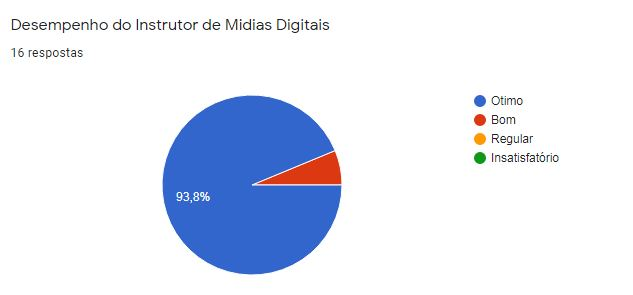 Desempenho do Instrutor de Midias Digitais
16 respostas
Otimo
Bom
Regular
Insatisfatório
93,8%